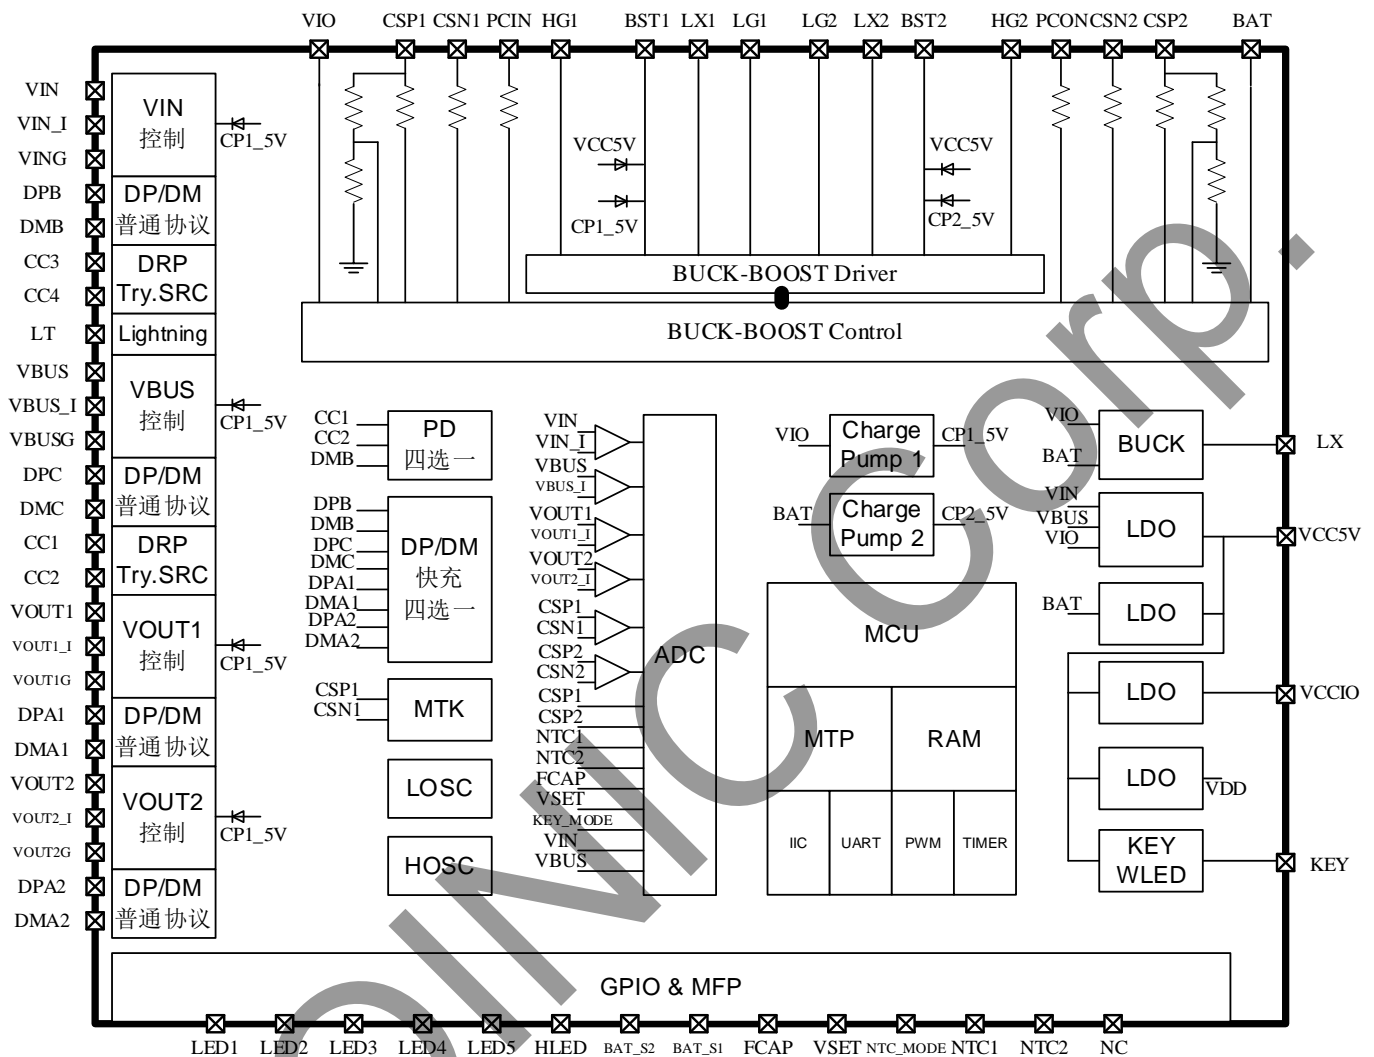 VIO CSP1 CSN1 PCIN HG1 BST1 LX1 LG1 LG2 LX2 BST2 HG2 PCON CSN2 CSP2 BAT
VIN
VIN_I
VING
DPB
DMB
CC3
CC4
LT
VBUS
VBUS_I
VBUSG
DPC
DMC
CC1
CC2
VOUT1
VOUT1_I
VOUT1G
DPA1
DMA1
VOUT2
VOUT2_I
VOUT2G
DPA2
DMA2
VIN
控制
CP1_5V
DP/DM
普通协议
DRP
Try.SRC
Lightning
VBUS
控制
CP1_5V
DP/DM
普通协议
DRP
Try.SRC
VOUT1
控制
CP1_5V
DP/DM
普通协议
VOUT2
控制
CP1_5V
DP/DM
普通协议
VCC5V
CP1_5V
VCC5V
CP2_5V
BUCK-BOOST Driver
BUCK-BOOST Control
CC1
CC2
DMB
PD
四选一
DPB
DMB
DPC
DMC
DPA1
DMA1
DPA2
DMA2
DP/DM
快充
四选一
CSP1
CSN1
MTK
LOSC
HOSC
VIN
VIN_I
VBUS
VBUS_I
VOUT1
VOUT1_I
VOUT2
VOUT2_I
CSP1
CSN1
CSP2
CSN2
CSP1
CSP2
NTC1
NTC2
FCAP
VSET
KEY_MODE
VIN
VBUS
ADC
VIO
Charge
Pump 1
CP1_5V
BAT
Charge
Pump 2
CP2_5V
MCU
MTP
RAM
IIC
UART
PWM
TIMER
VIO
BAT
BUCK
LX
VIN
VBUS
VIO
LDO
VCC5V
BAT
LDO
LDO
VCCIO
LDO
VDD
KEY
WLED
KEY
GPIO & MFP
LED1 LED2 LED3 LED4 LED5 HLED BAT_S2 BAT_S1 FCAP VSET NTC_MODE NTC1 NTC2 NC
OINIC Corp.